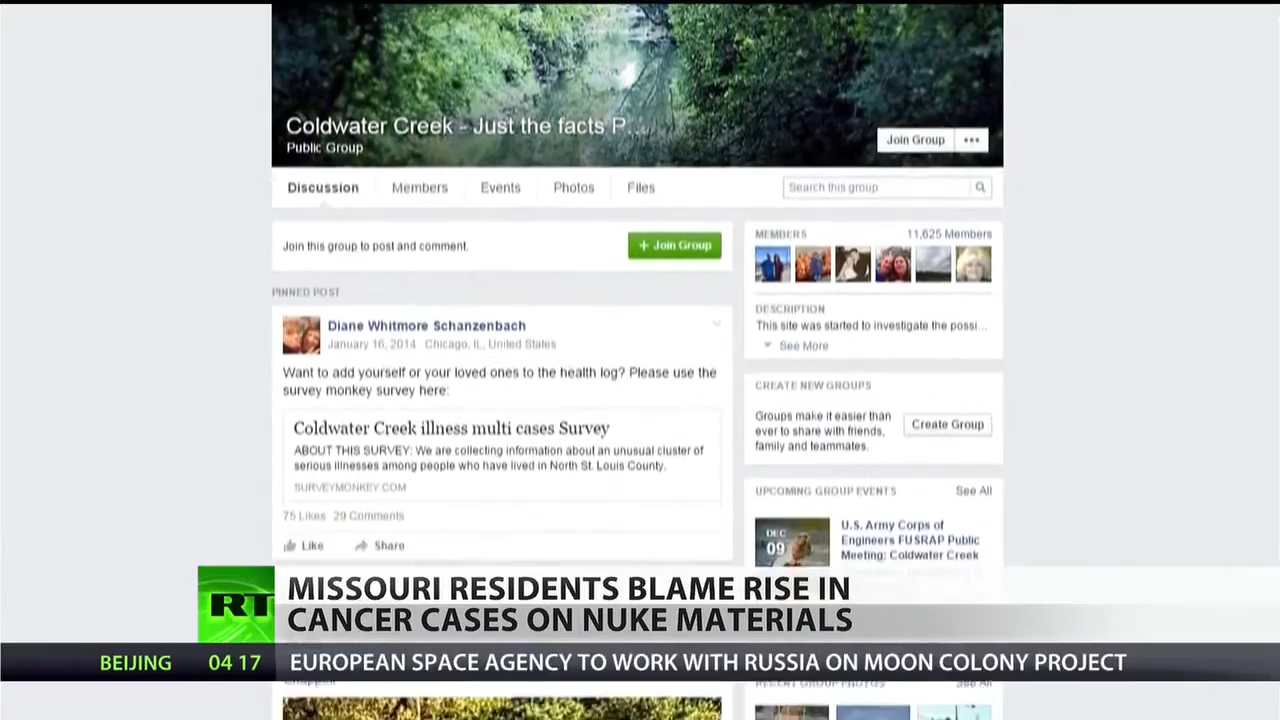 Coldwater Creek - Just the facts P...
Public Group
Join Group
Discussion Members Events Photos Files
Search this group
Join this group to post and comment.
+ Join Group
PINNED POST
Diane Whitmore Schanzenbach
January 16, 2014 Chicago, IL, United States
Want to add yourself or your loved ones to the health log? Please use the
survey monkey survey here:
Coldwater Creek illness multi cases Survey
ABOUT THIS SURVEY: We are collecting information about an unusual cluster of
serious illnesses among people who have lived in North St. Louis County.
SURVEYMONKEY.COM
75 Likes 29 Comments
Like Share
MEMBERS 11,625 Members
DESCRIPTION
This site was started to investigate the possi...
See More
CREATE NEW GROUPS
Groups make it easier than
ever to share with friends,
family and teammates.
Create Group
UPCOMING GROUP EVENTS See All
DEC
09
U.S. Army Corps of
Engineers FUSRAP Public
Meeting: Coldwater Creek
RT
MISSOURI RESIDENTS BLAME RISE IN
CANCER CASES ON NUKE MATERIALS
BEIJING 04 17 EUROPEAN SPACE AGENCY TO WORK WITH RUSSIA ON MOON COLONY PROJECT